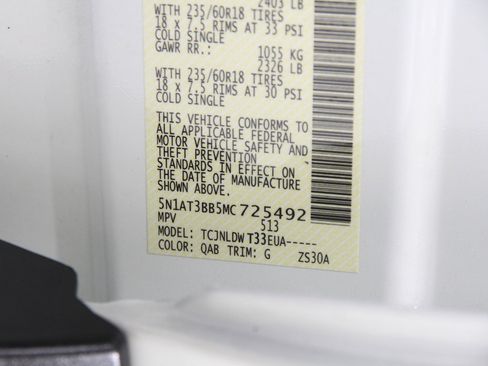 2403 LB
WITH 235/60R18 TIRES
18 x 7.5 RIMS AT 33 PSI
COLD SINGLE
GAWR RR.: 1055 KG
2326 LB
WITH 235/60R18 TIRES
18 x 7.5 RIMS AT 30 PSI
COLD SINGLE
THIS VEHICLE CONFORMS TO
ALL APPLICABLE FEDERAL
MOTOR VEHICLE SAFETY AND
THEFT PREVENTION
STANDARDS IN EFFECT ON
THE DATE OF MANUFACTURE
SHOWN ABOVE.
5N1AT3BB5MC725492
MPV 513
MODEL: TCJNLDWT33EUA-----
COLOR: QAB TRIM: G ZS30A